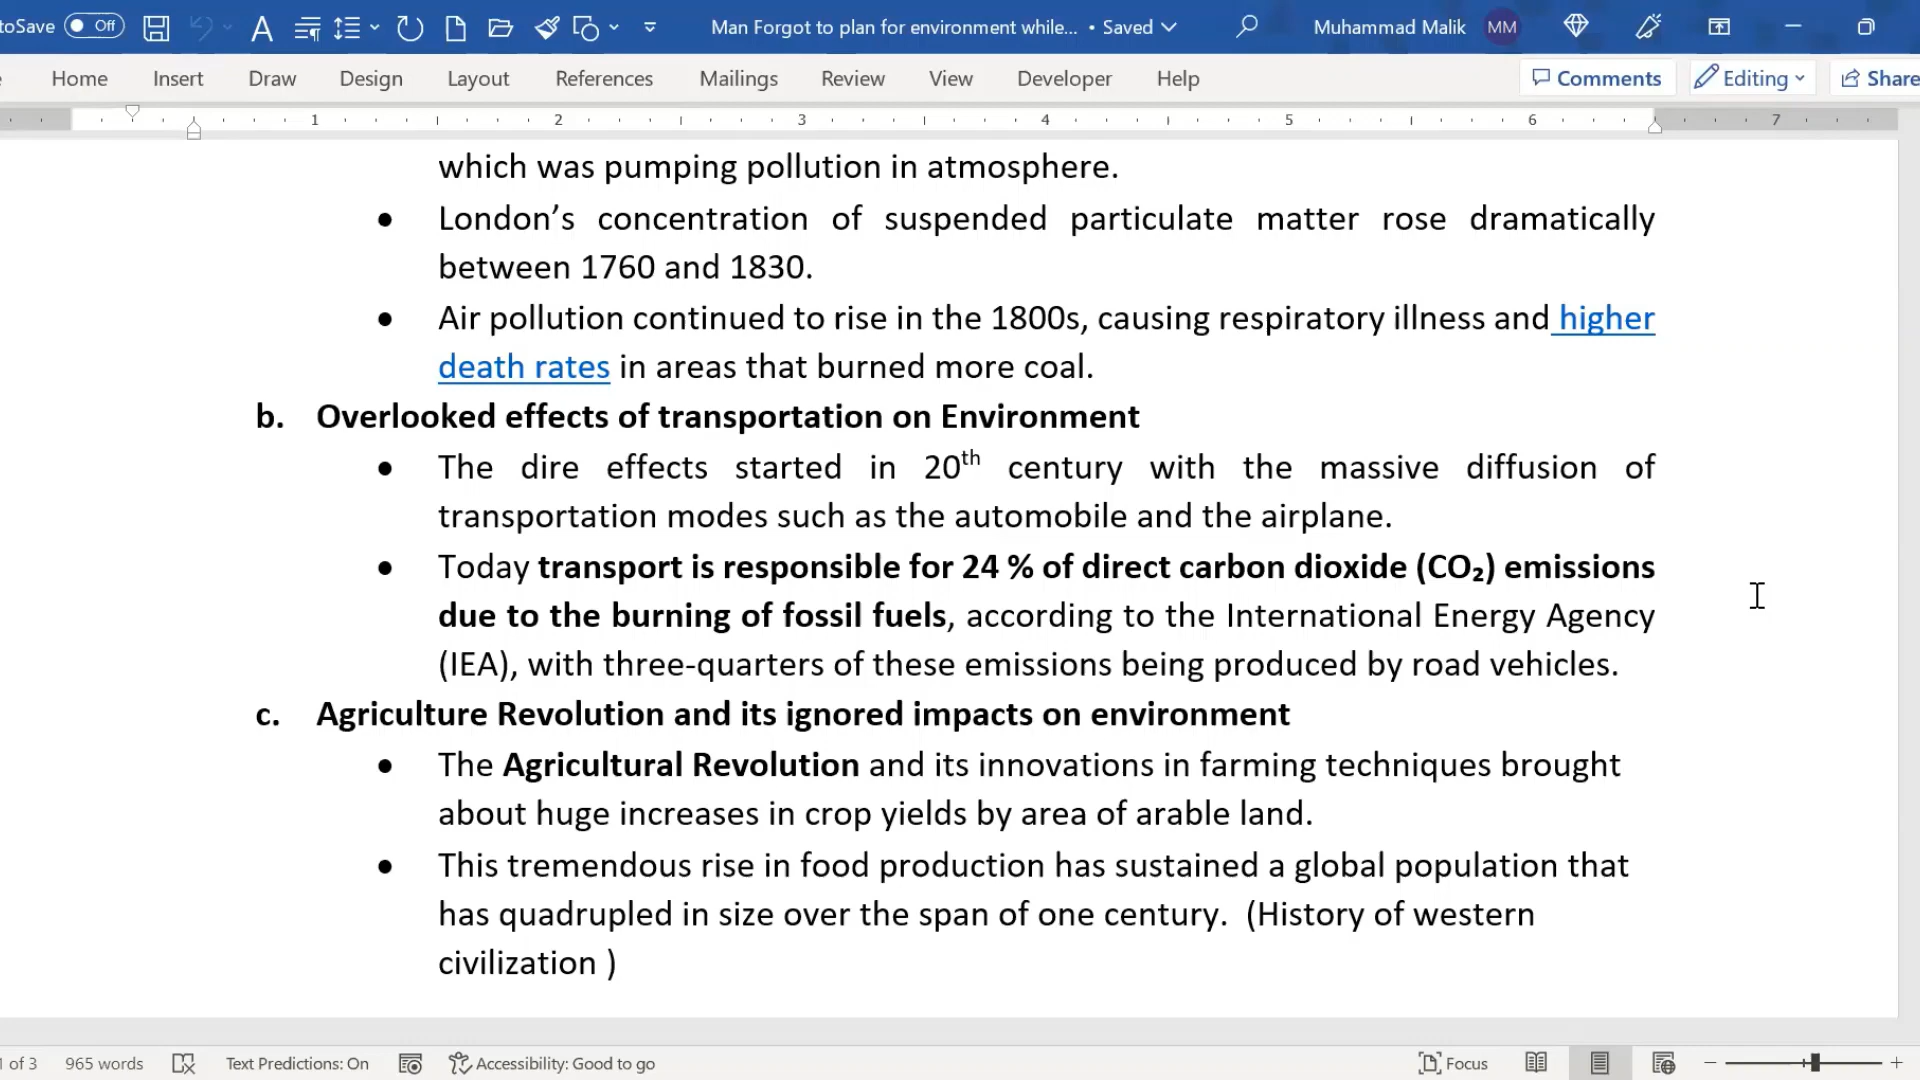 toSave Off Man Forgot to plan for environment while... • Saved Muhammad Malik MM
Home Insert Draw Design Layout References Mailings Review View Developer Help Comments Editing Share
1 2 3 4 5 6 7
which was pumping pollution in atmosphere.
• London’s concentration of suspended particulate matter rose dramatically
between 1760 and 1830.
• Air pollution continued to rise in the 1800s, causing respiratory illness and higher
death rates in areas that burned more coal.
b. Overlooked effects of transportation on Environment
• The dire effects started in 20th century with the massive diffusion of
transportation modes such as the automobile and the airplane.
• Today transport is responsible for 24 % of direct carbon dioxide (CO₂) emissions
due to the burning of fossil fuels, according to the International Energy Agency
(IEA), with three-quarters of these emissions being produced by road vehicles.
c. Agriculture Revolution and its ignored impacts on environment
• The Agricultural Revolution and its innovations in farming techniques brought
about huge increases in crop yields by area of arable land.
• This tremendous rise in food production has sustained a global population that
has quadrupled in size over the span of one century. (History of western
civilization )
of 3 965 words Text Predictions: On Accessibility: Good to go Focus